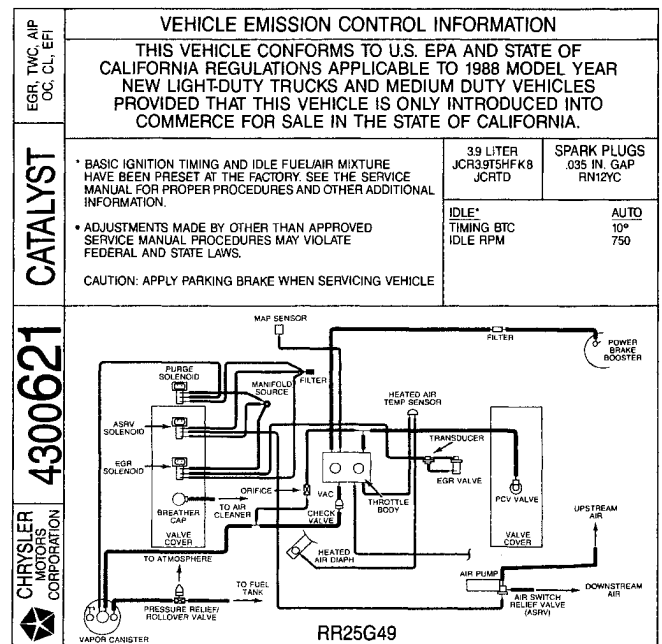 EGR, TWC, AIP
OC, CL, EFI
CATALYST
4300621
CHRYSLER
MOTORS
CORPORATION
VEHICLE EMISSION CONTROL INFORMATION
THIS VEHICLE CONFORMS TO U.S. EPA AND STATE OF
CALIFORNIA REGULATIONS APPLICABLE TO 1988 MODEL YEAR
NEW LIGHT-DUTY TRUCKS AND MEDIUM DUTY VEHICLES
PROVIDED THAT THIS VEHICLE IS ONLY INTRODUCED INTO
COMMERCE FOR SALE IN THE STATE OF CALIFORNIA.
* BASIC IGNITION TIMING AND IDLE FUEL/AIR MIXTURE
HAVE BEEN PRESET AT THE FACTORY. SEE THE SERVICE
MANUAL FOR PROPER PROCEDURES AND OTHER ADDITIONAL
INFORMATION.
• ADJUSTMENTS MADE BY OTHER THAN APPROVED
SERVICE MANUAL PROCEDURES MAY VIOLATE
FEDERAL AND STATE LAWS.
CAUTION: APPLY PARKING BRAKE WHEN SERVICING VEHICLE
3.9 LITER
JCR3.9T5HFK8
JCRTD
SPARK PLUGS
.035 IN. GAP
RN12YC
IDLE* AUTO
TIMING BTC 10°
IDLE RPM 750
MAP SENSOR
FILTER
POWER
BRAKE
BOOSTER
PURGE
SOLENOID
MANIFOLD
SOURCE
FILTER
HEATED AIR
TEMP SENSOR
ASRV
SOLENOID
TRANSDUCER
EGR
SOLENOID
EGR VALVE
ORIFICE
VAC
THROTTLE
BODY
PCV VALVE
BREATHER
CAP
TO AIR
CLEANER
CHECK
VALVE
UPSTREAM
AIR
VALVE
COVER
VALVE
COVER
TO ATMOSPHERE
HEATED
AIR DIAPH
AIR PUMP
TO FUEL
TANK
DOWNSTREAM
AIR
PRESSURE RELIEF/
ROLLOVER VALVE
AIR SWITCH
RELIEF VALVE
(ASRV)
VAPOR CANISTER
RR25G49